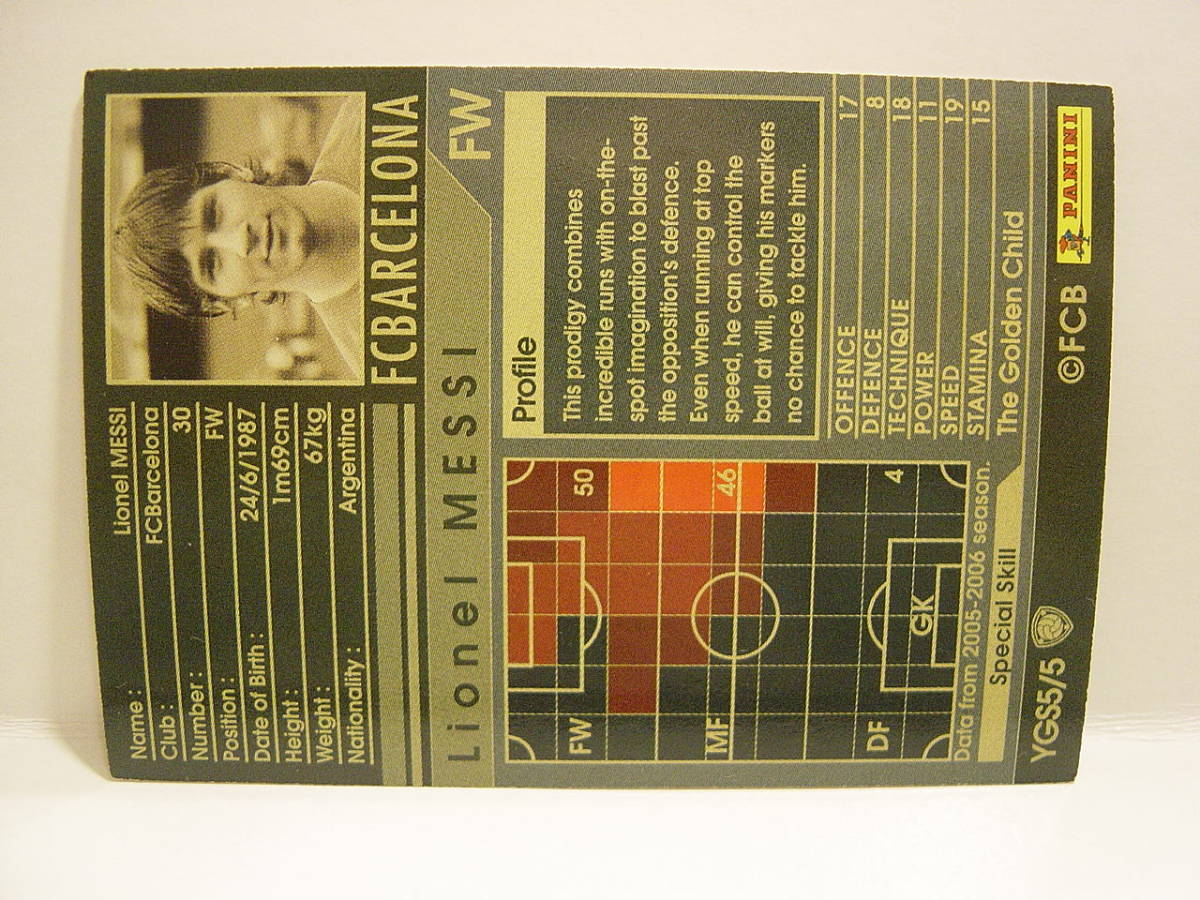 Name : Lionel MESSI
Club : FCBarcelona
Number : 30
Position : FW
Date of Birth : 24/6/1987
Height : 1m69cm
Weight : 67kg
Nationality : Argentina
FCBARCELONA
Lionel MESSI FW
FW 50
MF 46
DF 4
GK
Data from 2005-2006 season.
Profile
This prodigy combines
incredible runs with on-the-
spot imagination to blast past
the opposition's defence.
Even when running at top
speed, he can control the
ball at will, giving his markers
no chance to tackle him.
OFFENCE 17
DEFENCE 8
TECHNIQUE 18
POWER 11
SPEED 19
STAMINA 15
Special Skill The Golden Child
YGS5/5 ©FCB PANINI